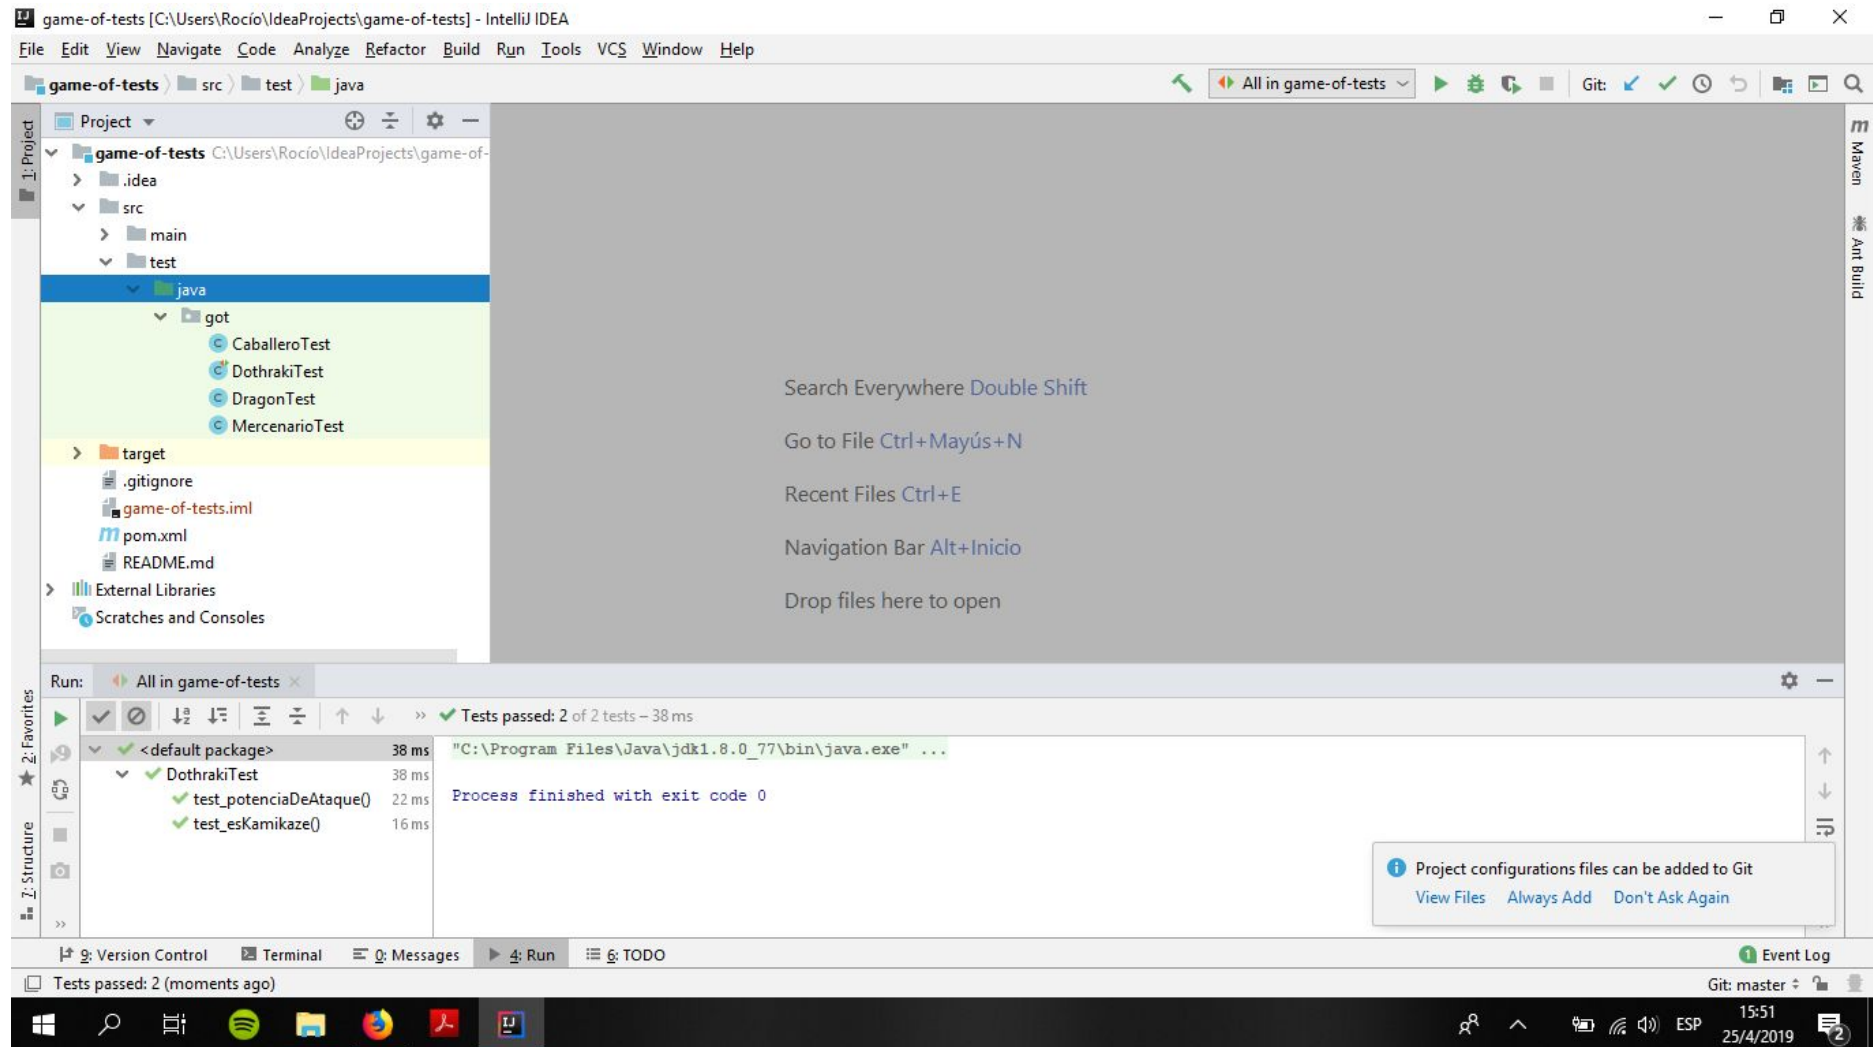 game-of-tests [C:\Users\Rocío\IdeaProjects\game-of-tests] - IntelliJ IDEA
File Edit View Navigate Code Analyze Refactor Build Run Tools VCS Window Help
game-of-tests src test java
All in game-of-tests
Git:
1: Project
Project
game-of-tests C:\Users\Rocío\IdeaProjects\game-of-
.idea
src
main
test
java
got
CaballeroTest
DothrakiTest
DragonTest
MercenarioTest
target
.gitignore
game-of-tests.iml
pom.xml
README.md
External Libraries
Scratches and Consoles
Search Everywhere Double Shift
Go to File Ctrl+Mayús+N
Recent Files Ctrl+E
Navigation Bar Alt+Inicio
Drop files here to open
m Maven
Ant Build
Run: All in game-of-tests
2: Favorites
7: Structure
Tests passed: 2 of 2 tests – 38 ms
<default package> 38 ms
DothrakiTest 38 ms
test_potenciaDeAtaque() 22 ms
test_esKamikaze() 16 ms
"C:\Program Files\Java\jdk1.8.0_77\bin\java.exe" ...
Process finished with exit code 0
Project configurations files can be added to Git
View Files Always Add Don't Ask Again
9: Version Control Terminal 0: Messages 4: Run 6: TODO
1 Event Log
Tests passed: 2 (moments ago)
Git: master
ESP
15:51
25/4/2019
2